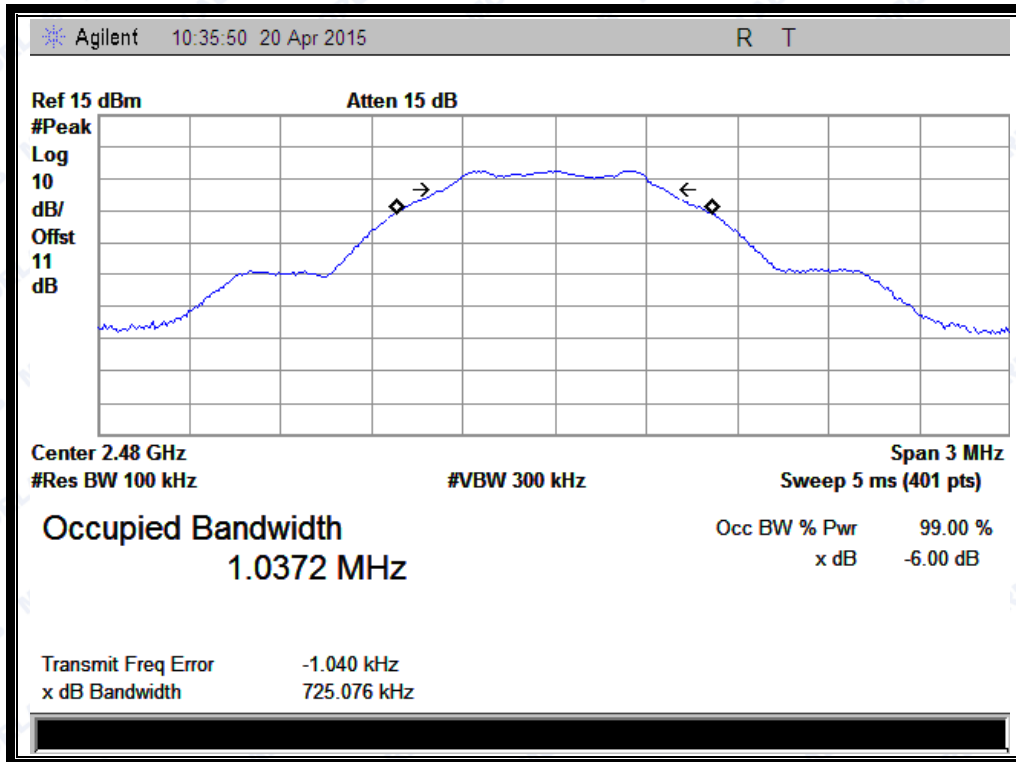 Agilent 10:35:50 20 Apr 2015 R T
Ref 15 dBm Atten 15 dB
#Peak
Log
10
dB/
Offst
11
dB
Center 2.48 GHz Span 3 MHz
#Res BW 100 kHz #VBW 300 kHz Sweep 5 ms (401 pts)
Occupied Bandwidth Occ BW % Pwr 99.00 %
1.0372 MHz x dB -6.00 dB
Transmit Freq Error -1.040 kHz
x dB Bandwidth 725.076 kHz